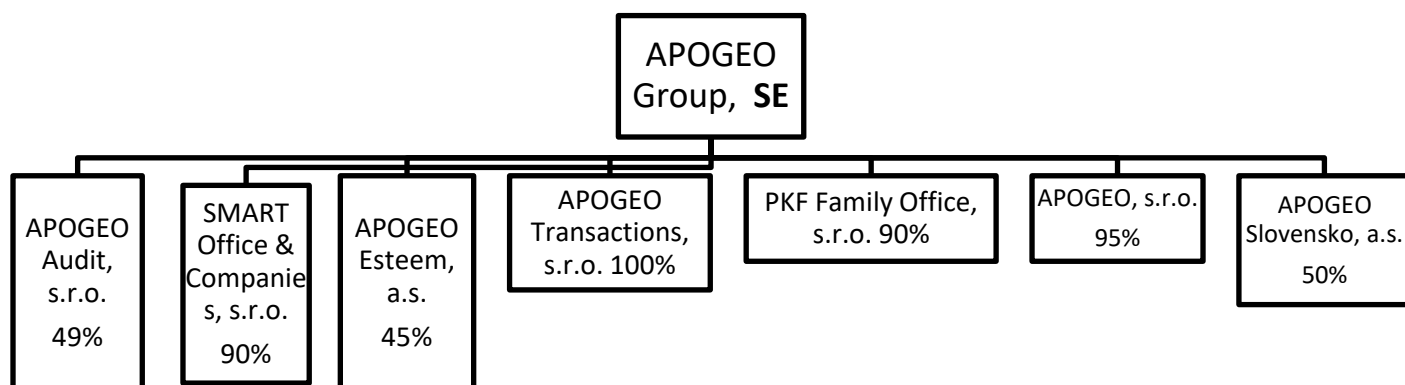 APOGEO
Group, SE
APOGEO
Audit,
s.r.o.
49%
SMART
Office &
Companie
s, s.r.o.
90%
APOGEO
Esteem,
a.s.
45%
APOGEO
Transactions,
s.r.o. 100%
PKF Family Office,
s.r.o. 90%
APOGEO, s.r.o.
95%
APOGEO
Slovensko, a.s.
50%